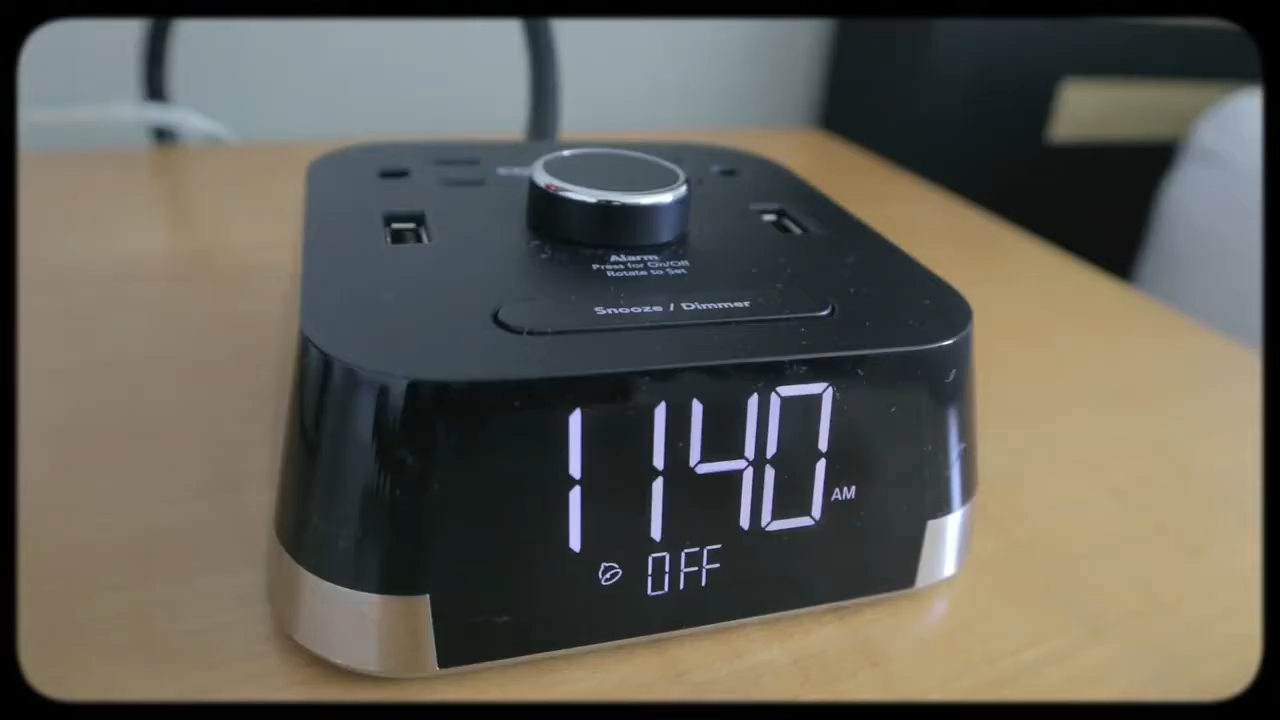 Alarm
Press for On/Off
Rotate to Set
Snooze / Dimmer
1140 AM
OFF